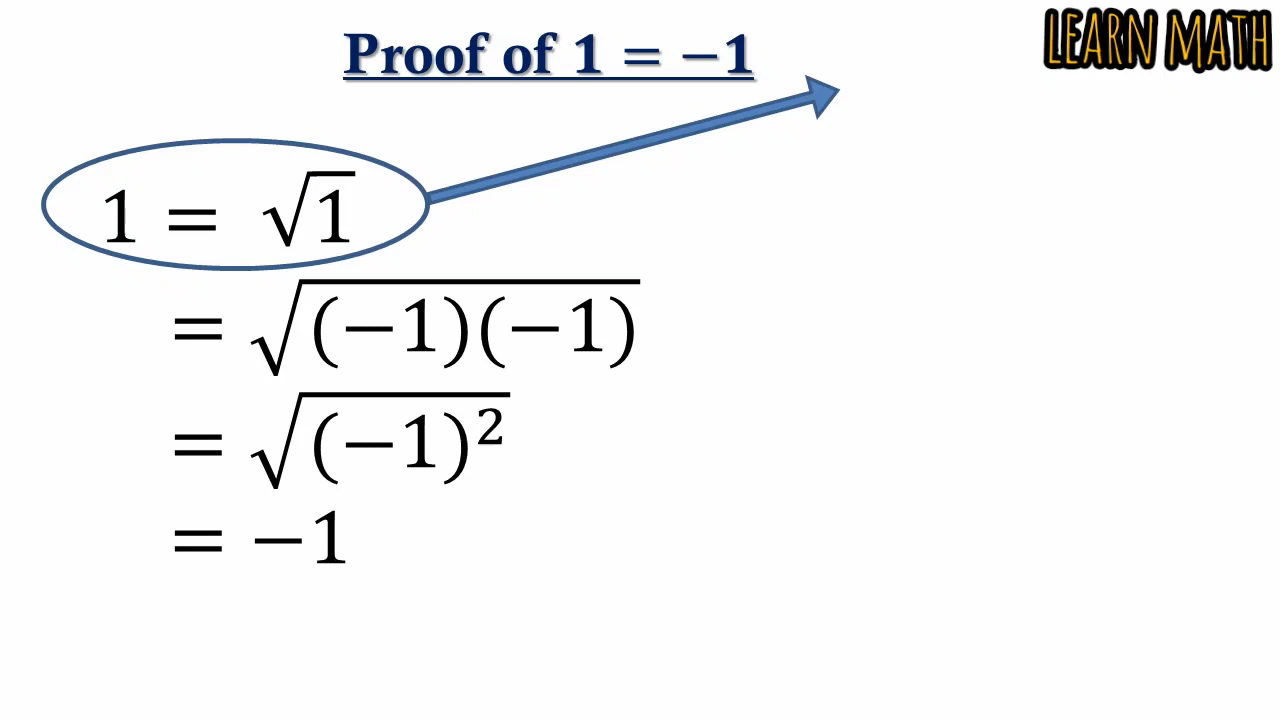 Proof of 1 = −1
LEARN MATH
1 = √1
= √(−1)(−1)
= √(−1)²
= −1